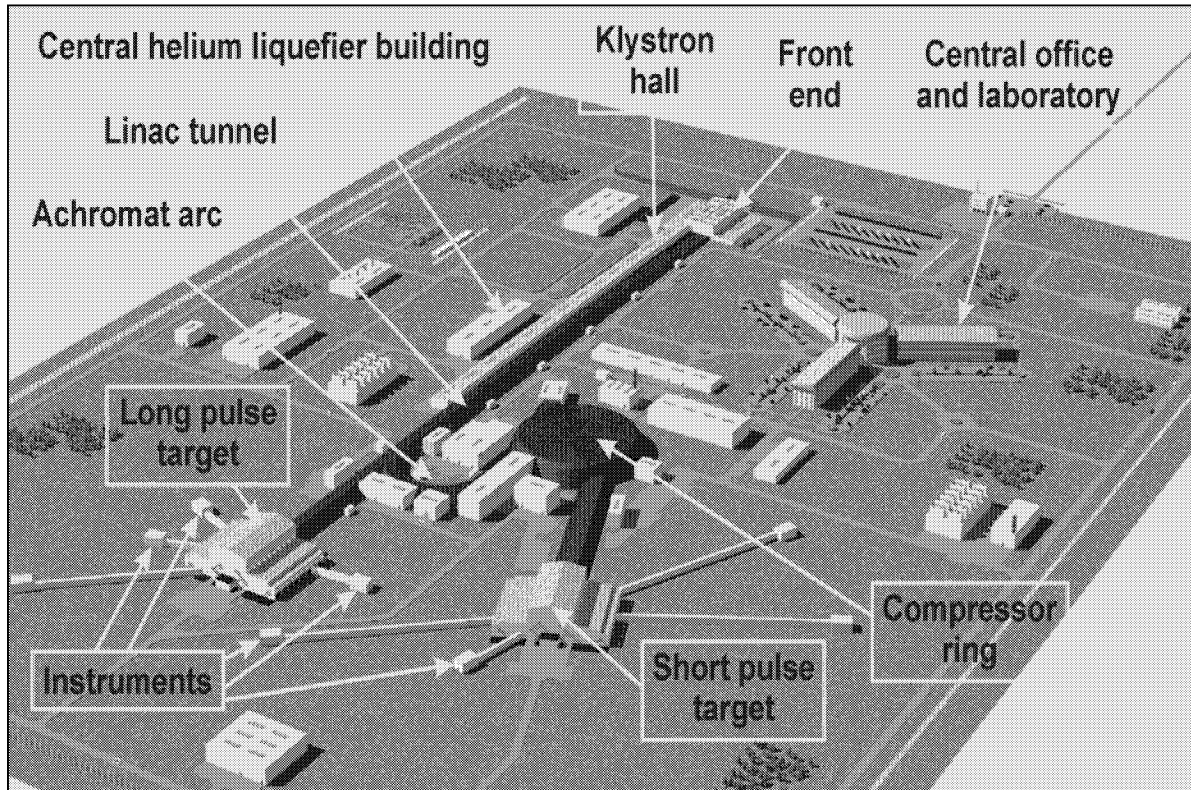 Central helium liquefier building
Klystron
hall
Front
end
Central office
and laboratory
Linac tunnel
Achromat arc
Long pulse
target
Instruments
Short pulse
target
Compressor
ring